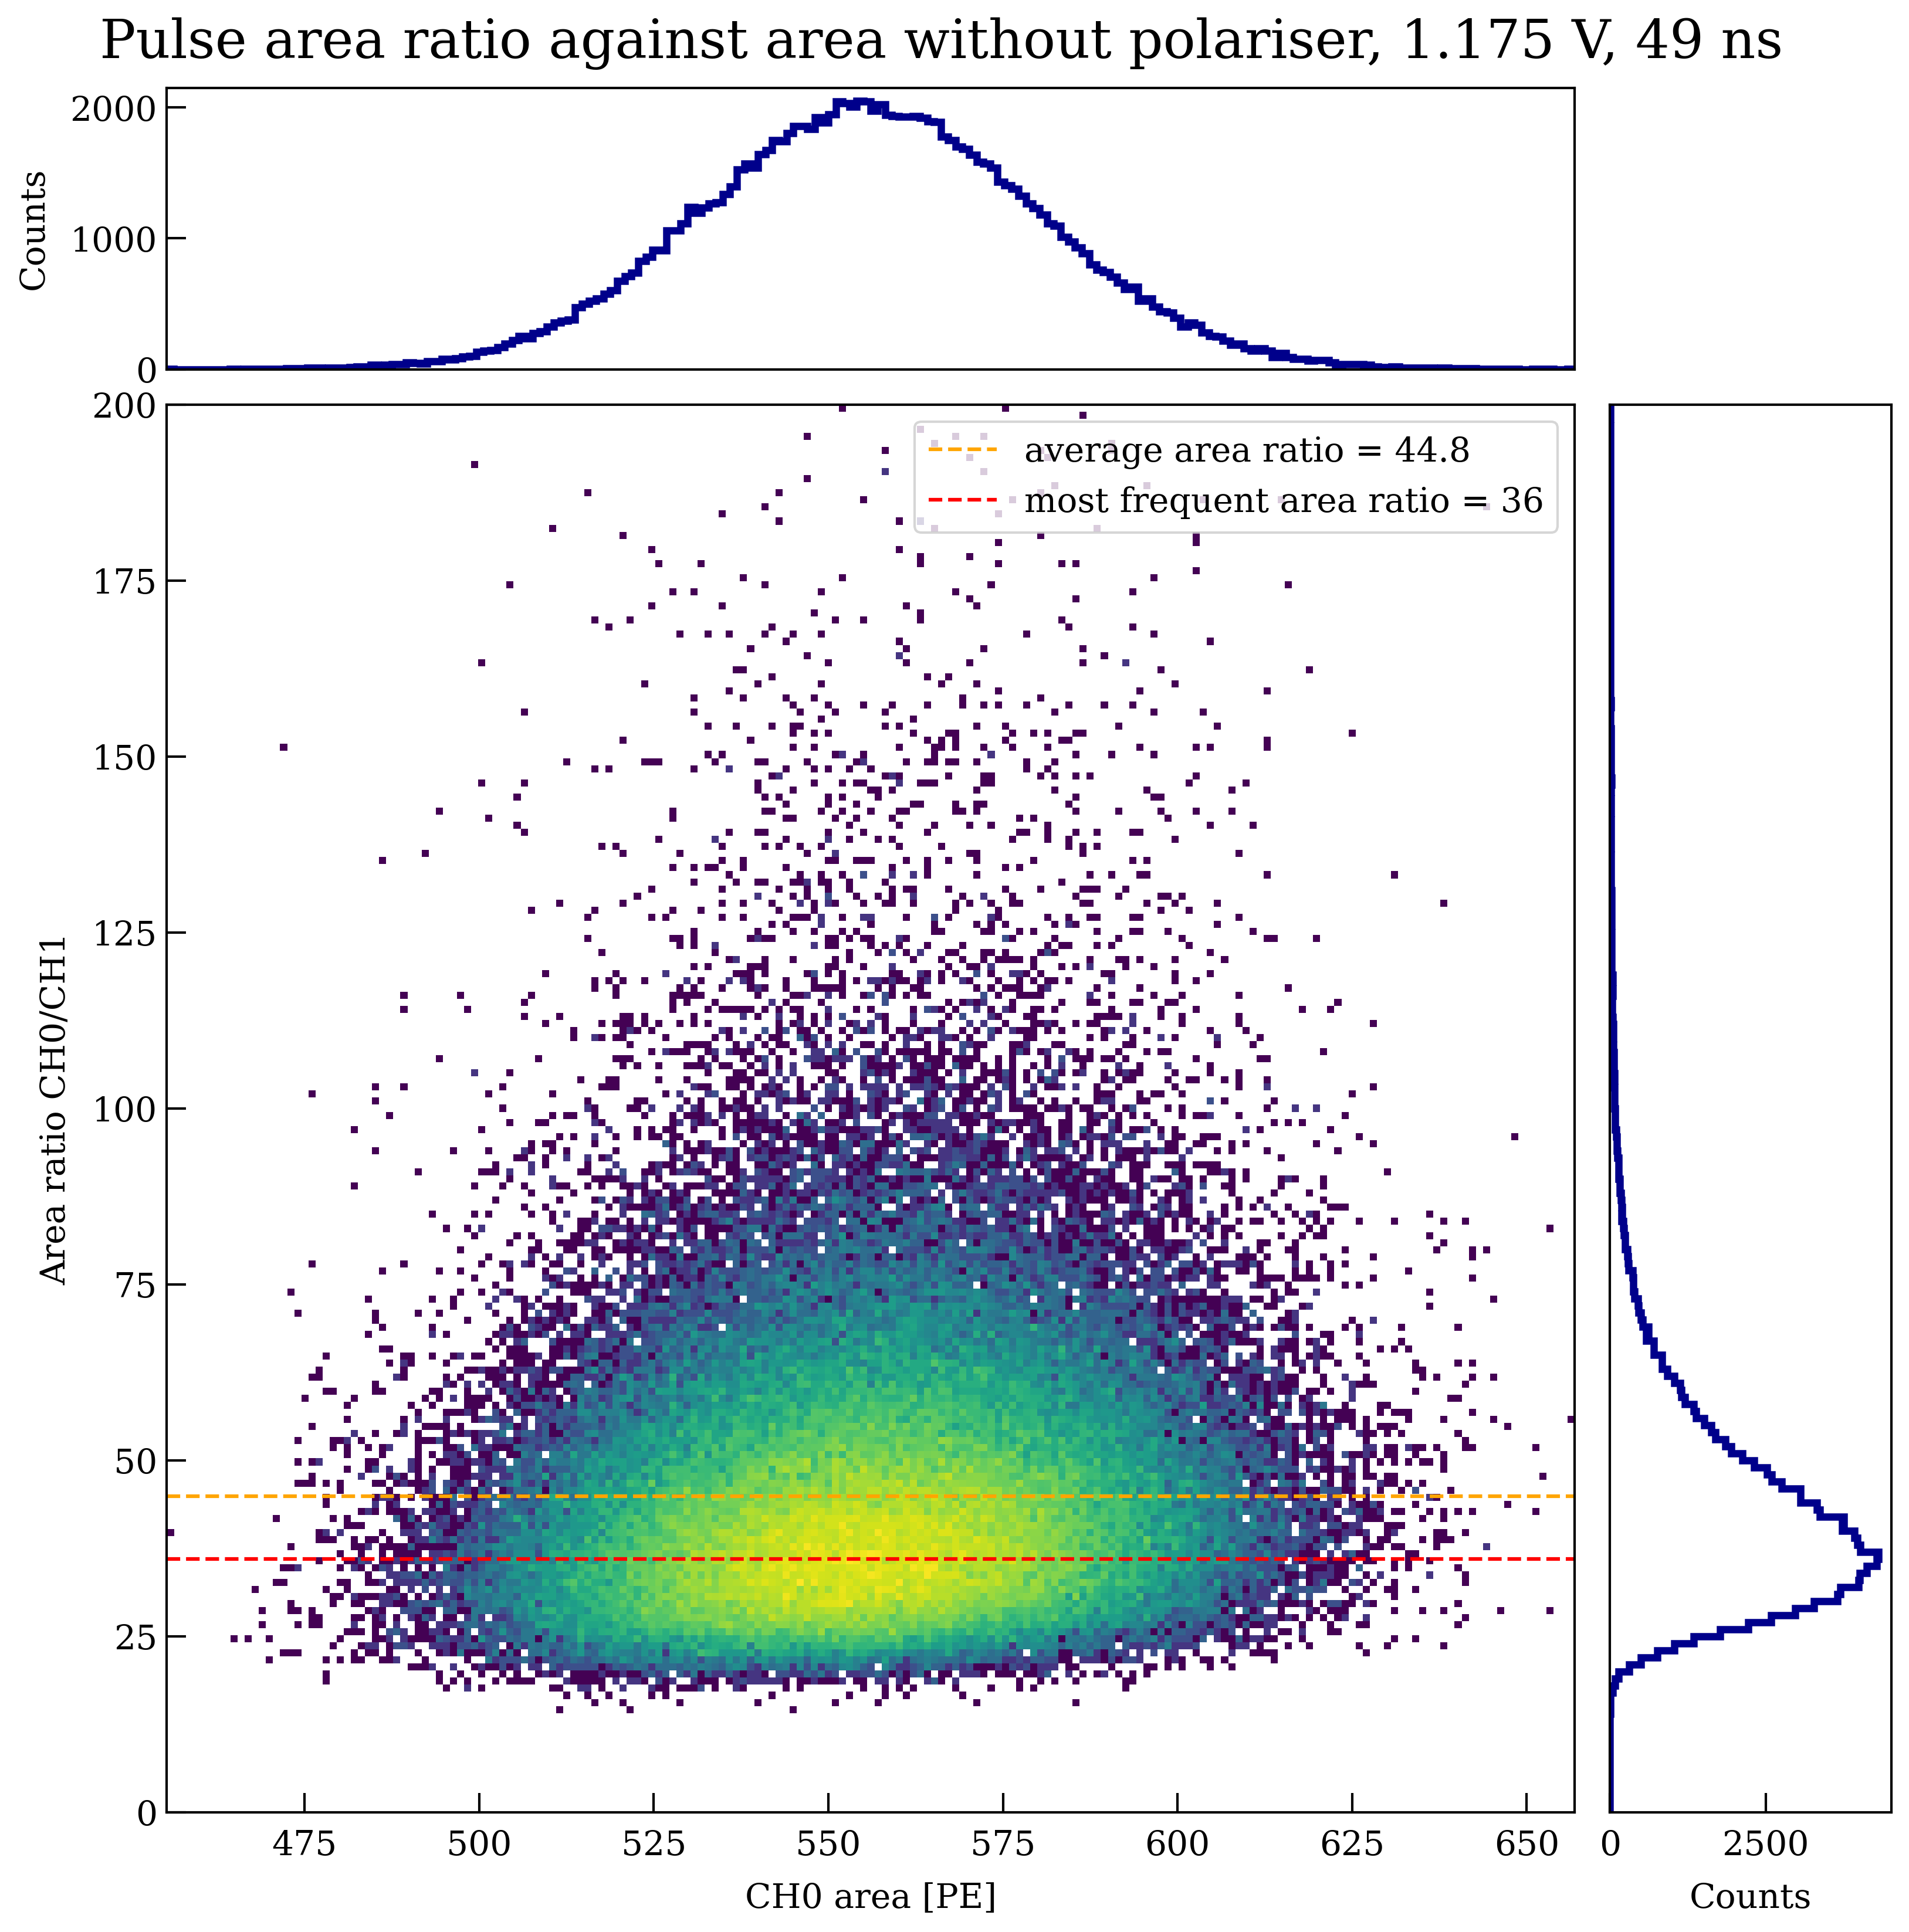 Pulse area ratio against area without polariser, 1.175 V, 49 ns
2000
1000
0
Counts
200
175
150
125
100
75
50
25
0
Area ratio CH0/CH1
average area ratio = 44.8
most frequent area ratio = 36
475 500 525 550 575 600 625 650
CH0 area [PE]
0 2500
Counts